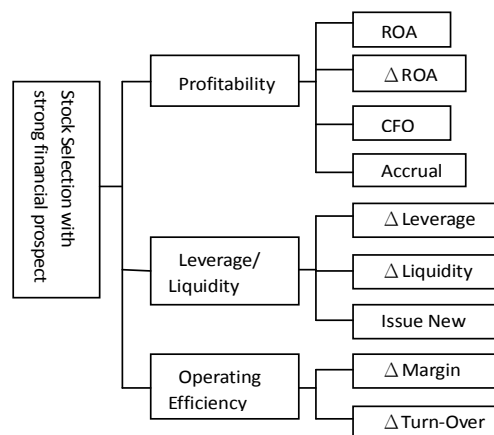 Stock Selection with
strong financial prospect
Profitability
ROA
△ ROA
CFO
Accrual
Leverage/
Liquidity
△ Leverage
△ Liquidity
Issue New
Operating
Efficiency
△ Margin
△ Turn-Over